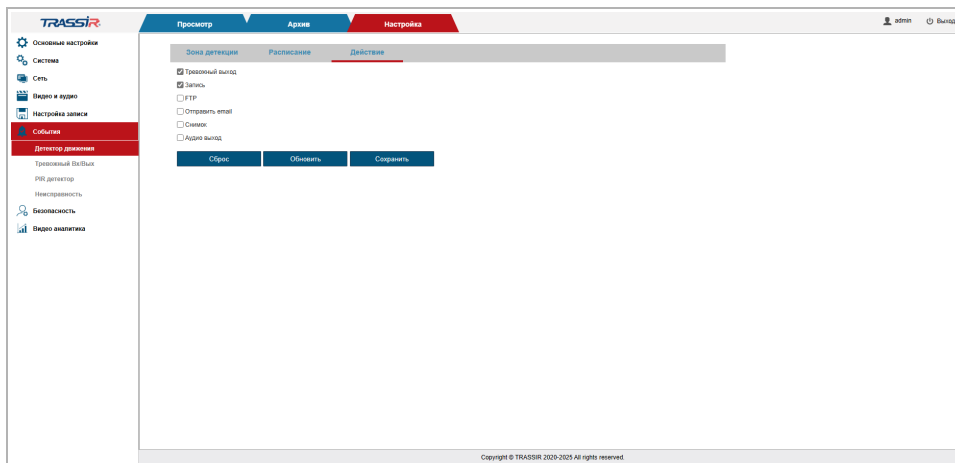 TRASSIR
Просмотр
Архив
Настройка
admin
Выход
Основные настройки
Система
Сеть
Видео и аудио
Настройка записи
События
Детектор движения
Тревожный Вх/Вых
PIR детектор
Неисправность
Безопасность
Видео аналитика
Зона детекции
Расписание
Действие
Тревожный выход
Запись
FTP
Отправить email
Снимок
Аудио выход
Сброс
Обновить
Сохранить
Copyright © TRASSIR 2020-2025 All rights reserved.